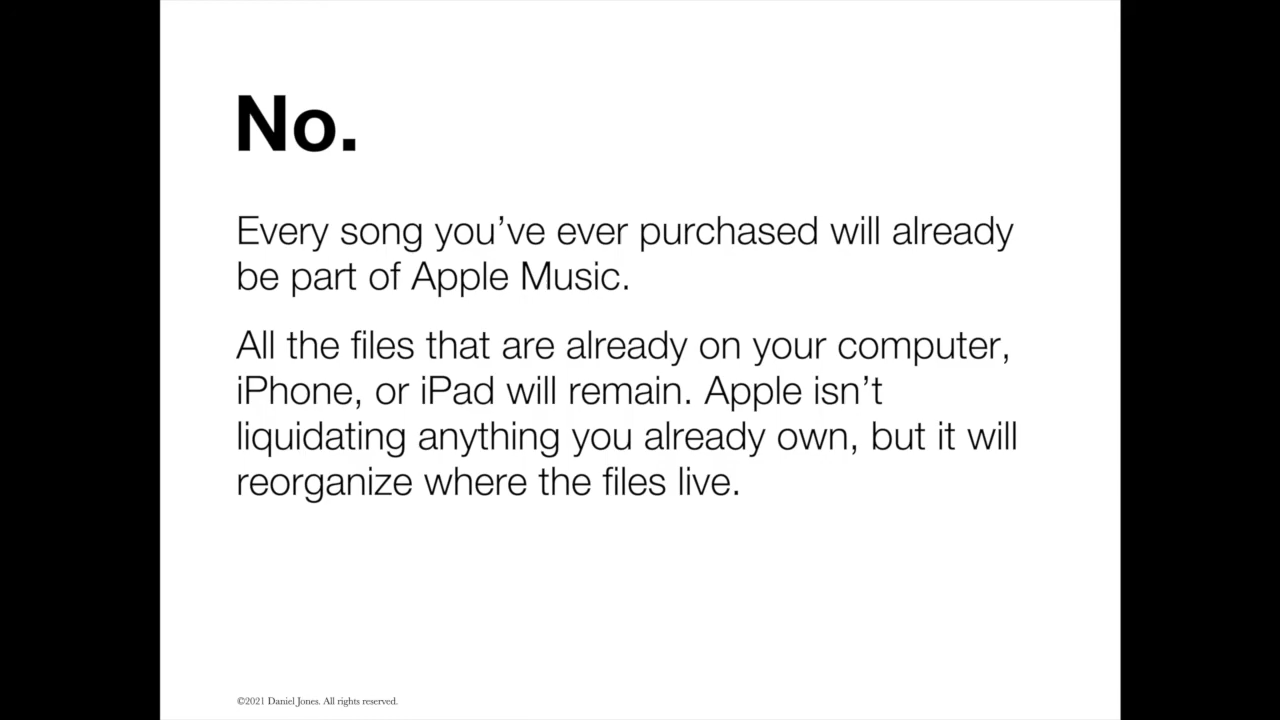 No.
Every song you’ve ever purchased will already
be part of Apple Music.
All the files that are already on your computer,
iPhone, or iPad will remain. Apple isn’t
liquidating anything you already own, but it will
reorganize where the files live.
©2021 Daniel Jones. All rights reserved.